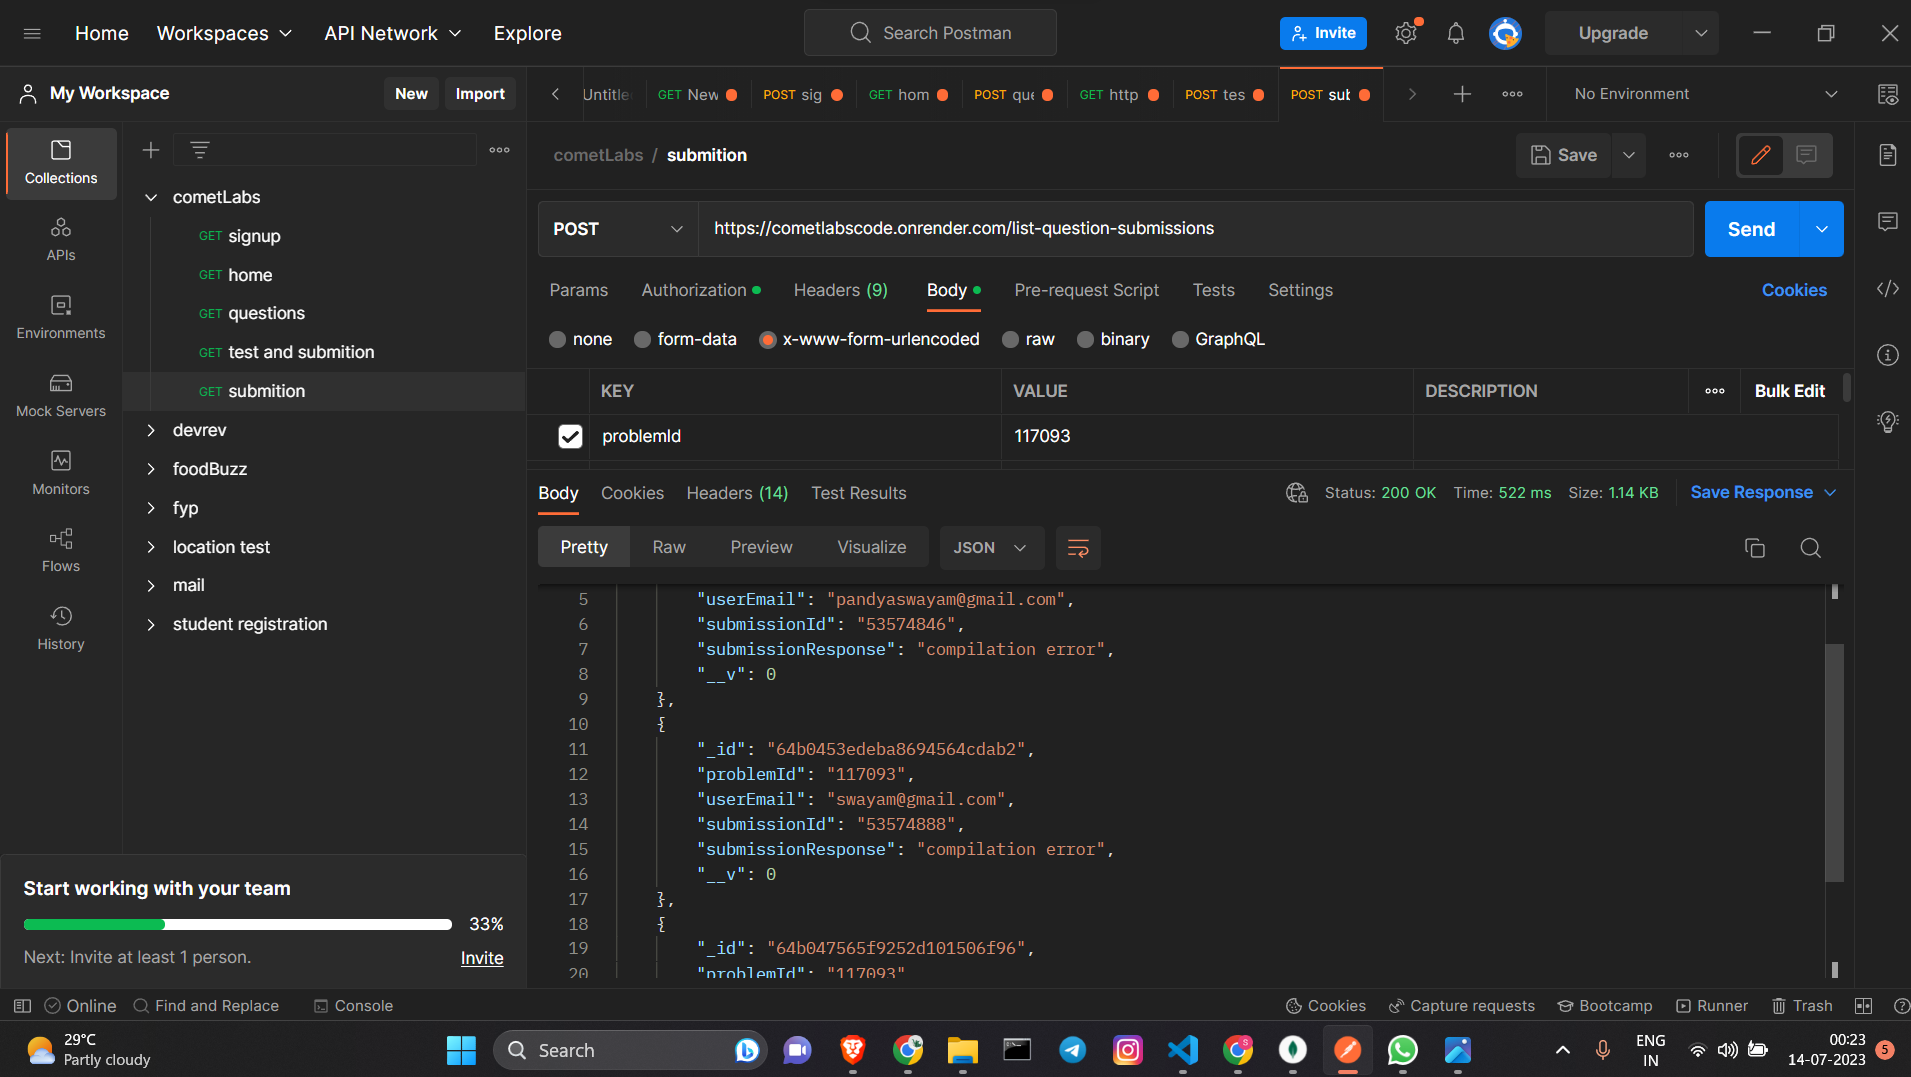 Home
Workspaces
API Network
Explore
Search Postman
Invite
Upgrade
My Workspace
New
Import
Untitle
GET New
POST sig
GET hom
POST que
GET http
POST tes
POST sub
No Environment
Collections
APIs
Environments
Mock Servers
Monitors
Flows
History
cometLabs
GET signup
GET home
GET questions
GET test and submition
GET submition
devrev
foodBuzz
fyp
location test
mail
student registration
Start working with your team
33%
Next: Invite at least 1 person.
Invite
cometLabs / submition
Save
POST
https://cometlabscode.onrender.com/list-question-submissions
Send
Params
Authorization
Headers (9)
Body
Pre-request Script
Tests
Settings
Cookies
none
form-data
x-www-form-urlencoded
raw
binary
GraphQL
KEY
VALUE
DESCRIPTION
Bulk Edit
problemId
117093
Body
Cookies
Headers (14)
Test Results
Status: 200 OK
Time: 522 ms
Size: 1.14 KB
Save Response
Pretty
Raw
Preview
Visualize
JSON
5 "userEmail": "pandyaswayam@gmail.com",
6 "submissionId": "53574846",
7 "submissionResponse": "compilation error",
8 "__v": 0
9 },
10 {
11 "_id": "64b0453edeba8694564cdab2",
12 "problemId": "117093",
13 "userEmail": "swayam@gmail.com",
14 "submissionId": "53574888",
15 "submissionResponse": "compilation error",
16 "__v": 0
17 },
18 {
19 "_id": "64b047565f9252d101506f96",
20 "problemId": "117093"
Online
Find and Replace
Console
Cookies
Capture requests
Bootcamp
Runner
Trash
29°C
Partly cloudy
Search
ENG
IN
00:23
14-07-2023
5